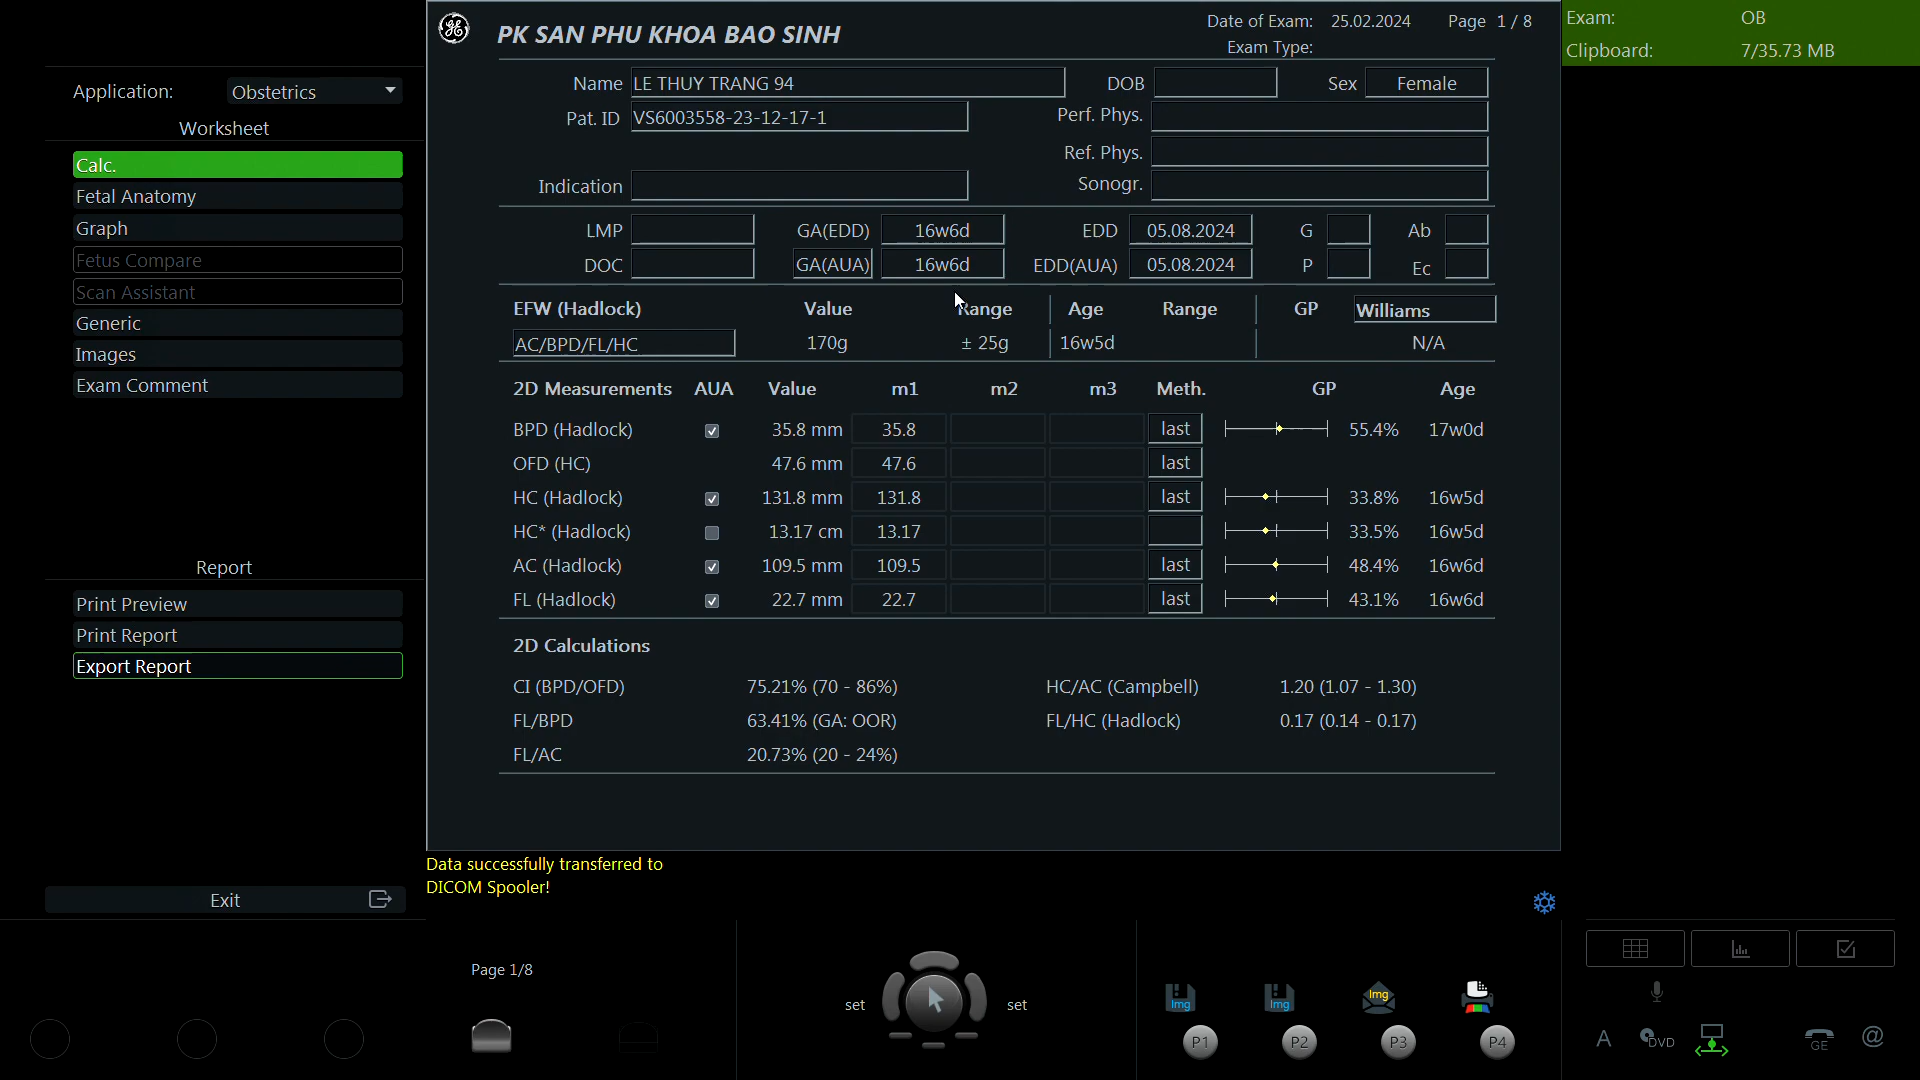 PK SAN PHU KHOA BAO SINH
Date of Exam: 25.02.2024 Page 1 / 8
Exam Type:
Exam: OB
Clipboard: 7/35.73 MB
Application: Obstetrics
Worksheet
Calc.
Fetal Anatomy
Graph
Fetus Compare
Scan Assistant
Generic
Images
Exam Comment
Report
Print Preview
Print Report
Export Report
Exit
Name LE THUY TRANG 94 DOB Sex Female
Pat. ID VS6003558-23-12-17-1 Perf. Phys.
Ref. Phys.
Indication Sonogr.
LMP GA(EDD) 16w6d EDD 05.08.2024 G Ab
DOC GA(AUA) 16w6d EDD(AUA) 05.08.2024 P Ec
EFW (Hadlock) Value Range Age Range GP Williams
AC/BPD/FL/HC 170g ± 25g 16w5d N/A
2D Measurements AUA Value m1 m2 m3 Meth. GP Age
BPD (Hadlock) 35.8 mm 35.8 last 55.4% 17w0d
OFD (HC) 47.6 mm 47.6 last
HC (Hadlock) 131.8 mm 131.8 last 33.8% 16w5d
HC* (Hadlock) 13.17 cm 13.17 33.5% 16w5d
AC (Hadlock) 109.5 mm 109.5 last 48.4% 16w6d
FL (Hadlock) 22.7 mm 22.7 last 43.1% 16w6d
2D Calculations
CI (BPD/OFD) 75.21% (70 - 86%) HC/AC (Campbell) 1.20 (1.07 - 1.30)
FL/BPD 63.41% (GA: OOR) FL/HC (Hadlock) 0.17 (0.14 - 0.17)
FL/AC 20.73% (20 - 24%)
Data successfully transferred to
DICOM Spooler!
Page 1/8
set set
Img Img Img
P1 P2 P3 P4
A DVD GE @